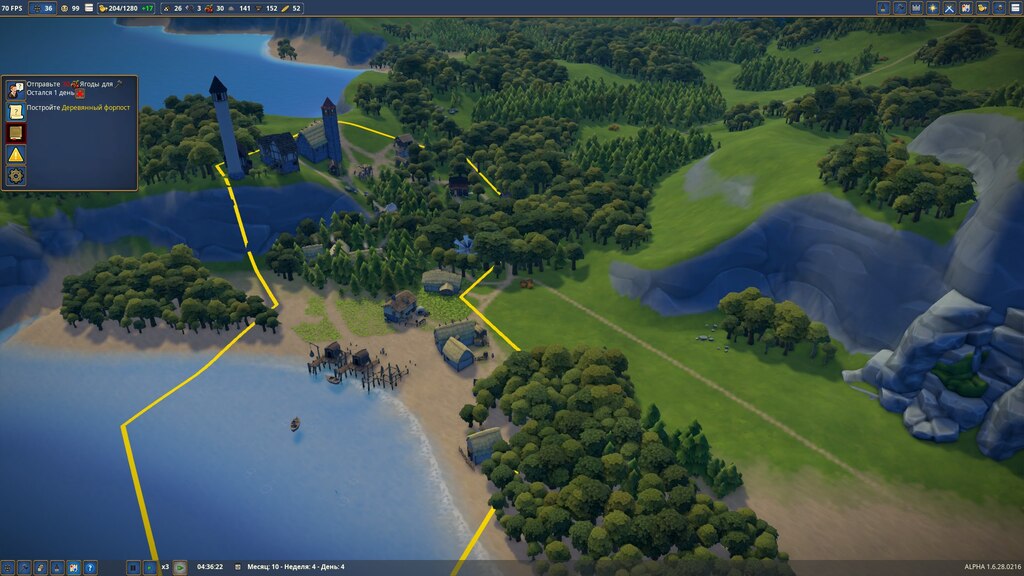 70 FPS 36 99 204/1280 +17 26 3 30 141 152 52
Отправьте Ягоды для
Остался 1 день
Постройте Деревянный форпост
x3 04:36:22 Месяц: 10 - Неделя: 4 - День: 4 ALPHA 1.6.28.0216